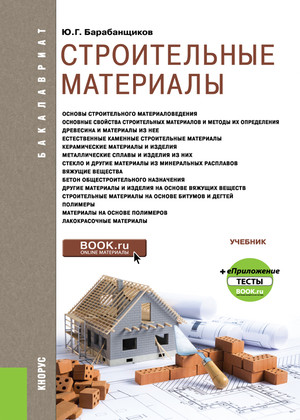 Ю.Г. Барабанщиков
СТРОИТЕЛЬНЫЕ
МАТЕРИАЛЫ
БАКАЛАВРИАТ
ОСНОВЫ СТРОИТЕЛЬНОГО МАТЕРИАЛОВЕДЕНИЯ
ОСНОВНЫЕ СВОЙСТВА СТРОИТЕЛЬНЫХ МАТЕРИАЛОВ И МЕТОДЫ ИХ ОПРЕДЕЛЕНИЯ
ДРЕВЕСИНА И МАТЕРИАЛЫ ИЗ НЕЕ
ЕСТЕСТВЕННЫЕ КАМЕННЫЕ СТРОИТЕЛЬНЫЕ МАТЕРИАЛЫ
КЕРАМИЧЕСКИЕ МАТЕРИАЛЫ И ИЗДЕЛИЯ
МЕТАЛЛИЧЕСКИЕ СПЛАВЫ И ИЗДЕЛИЯ ИЗ НИХ
СТЕКЛО И ДРУГИЕ МАТЕРИАЛЫ ИЗ МИНЕРАЛЬНЫХ РАСПЛАВОВ
ВЯЖУЩИЕ ВЕЩЕСТВА
БЕТОН ОБЩЕСТРОИТЕЛЬНОГО НАЗНАЧЕНИЯ
ДРУГИЕ МАТЕРИАЛЫ И ИЗДЕЛИЯ НА ОСНОВЕ ВЯЖУЩИХ ВЕЩЕСТВ
СТРОИТЕЛЬНЫЕ МАТЕРИАЛЫ НА ОСНОВЕ БИТУМОВ И ДЕГТЕЙ
ПОЛИМЕРЫ
МАТЕРИАЛЫ НА ОСНОВЕ ПОЛИМЕРОВ
ЛАКОКРАСОЧНЫЕ МАТЕРИАЛЫ
BOOK.ru
ONLINE МАТЕРИАЛЫ
УЧЕБНИК
+ еПриложение
ТЕСТЫ
BOOK.ru
КНОРУС